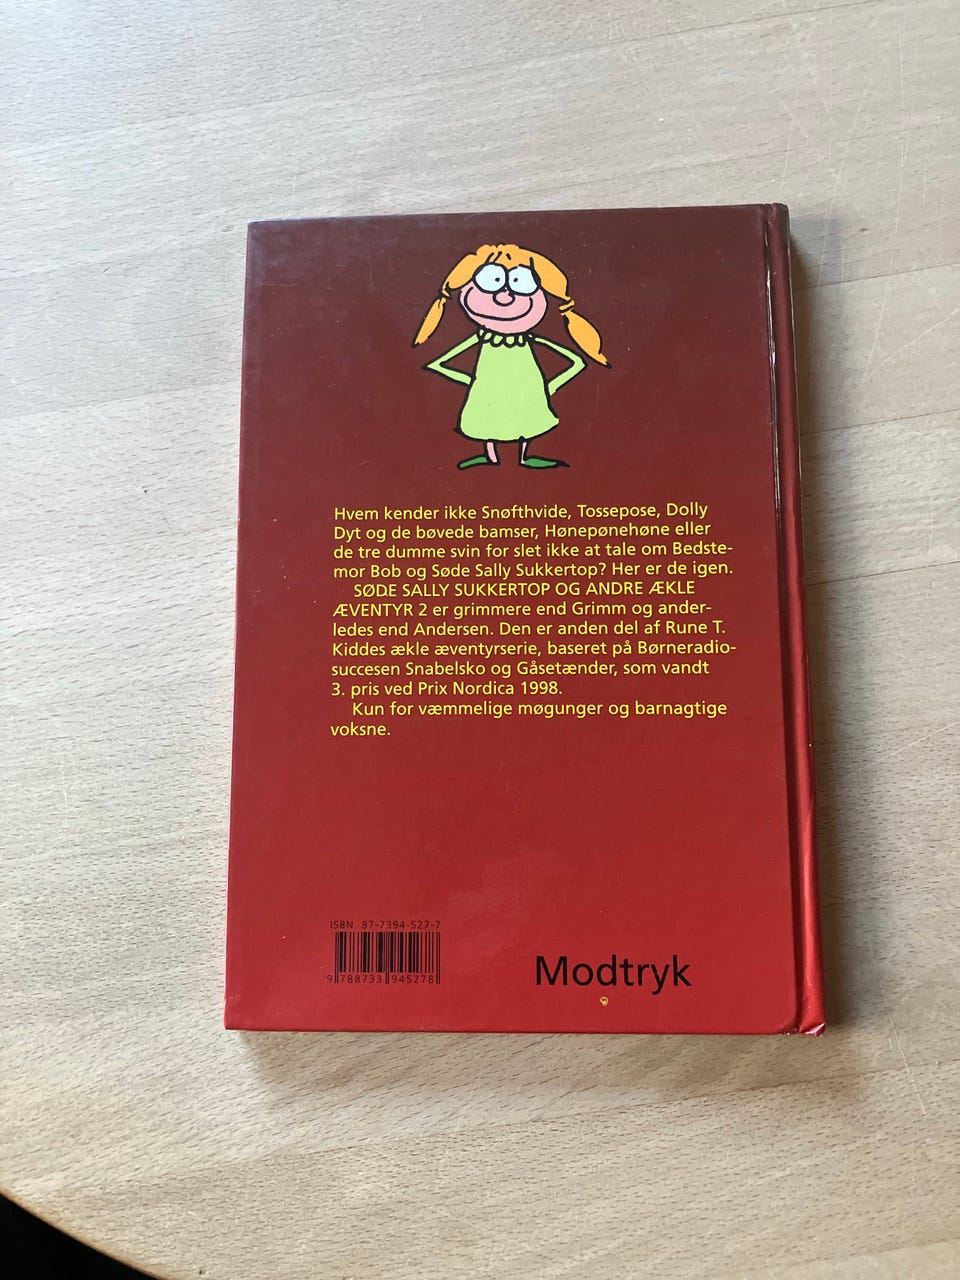 Hvem kender ikke Snøfthvide, Tossepose, Dolly
Dyt og de bøvede bamser, Hønepønehøne eller
de tre dumme svin for slet ikke at tale om Bedste-
mor Bob og Søde Sally Sukkertop? Her er de igen.
SØDE SALLY SUKKERTOP OG ANDRE ÆKLE
ÆVENTYR 2 er grimmere end Grimm og ander-
ledes end Andersen. Den er anden del af Rune T.
Kiddes ækle æventyrserie, baseret på Børneradio-
succesen Snabelsko og Gåsetænder, som vandt
3. pris ved Prix Nordica 1998.
Kun for væmmelige møgunger og barnagtige
voksne.
ISBN 87-7394-527-7
9 788733 945278
Modtryk